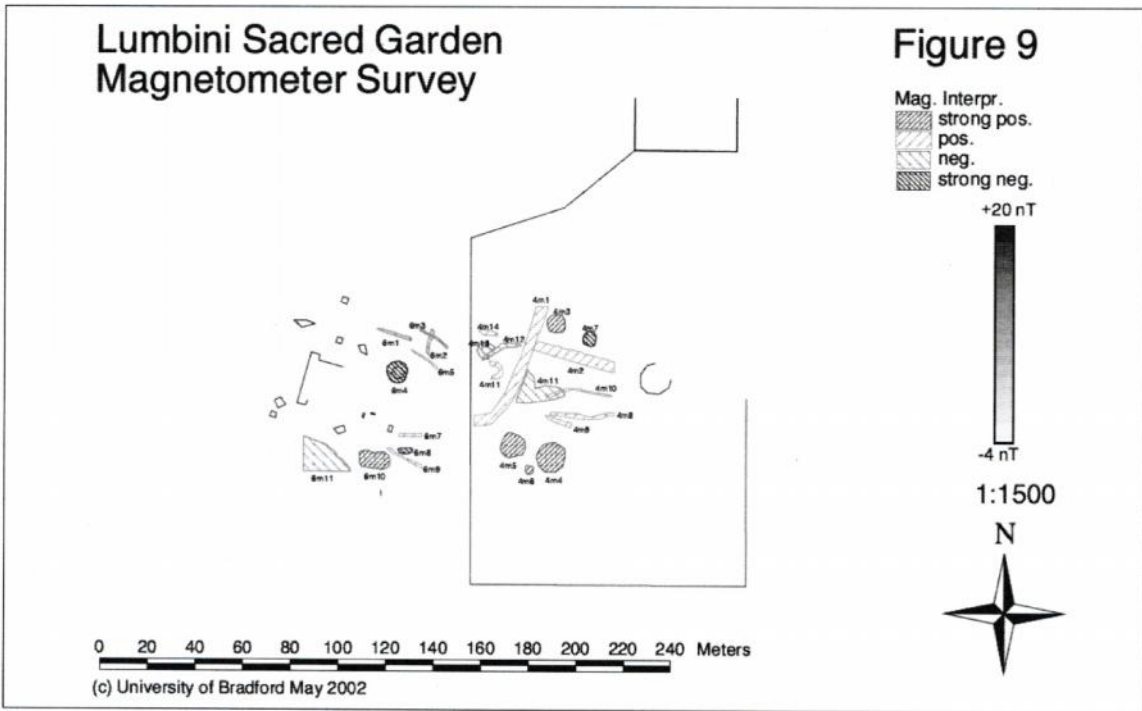 Lumbini Sacred Garden
Magnetometer Survey
Figure 9
Mag. Interpr.
strong pos.
pos.
neg.
strong neg.
+20 nT
-4 nT
1:1500
N
4m1
6m3
4m7
4m14
4m12
4m13
4m2
4m11
4m11
4m10
4m8
4m9
4m5
4m6
4m4
6m3
6m1
6m2
6m5
6m4
6m7
6m8
6m9
6m10
6m11
0 20 40 60 80 100 120 140 160 180 200 220 240 Meters
(c) University of Bradford May 2002